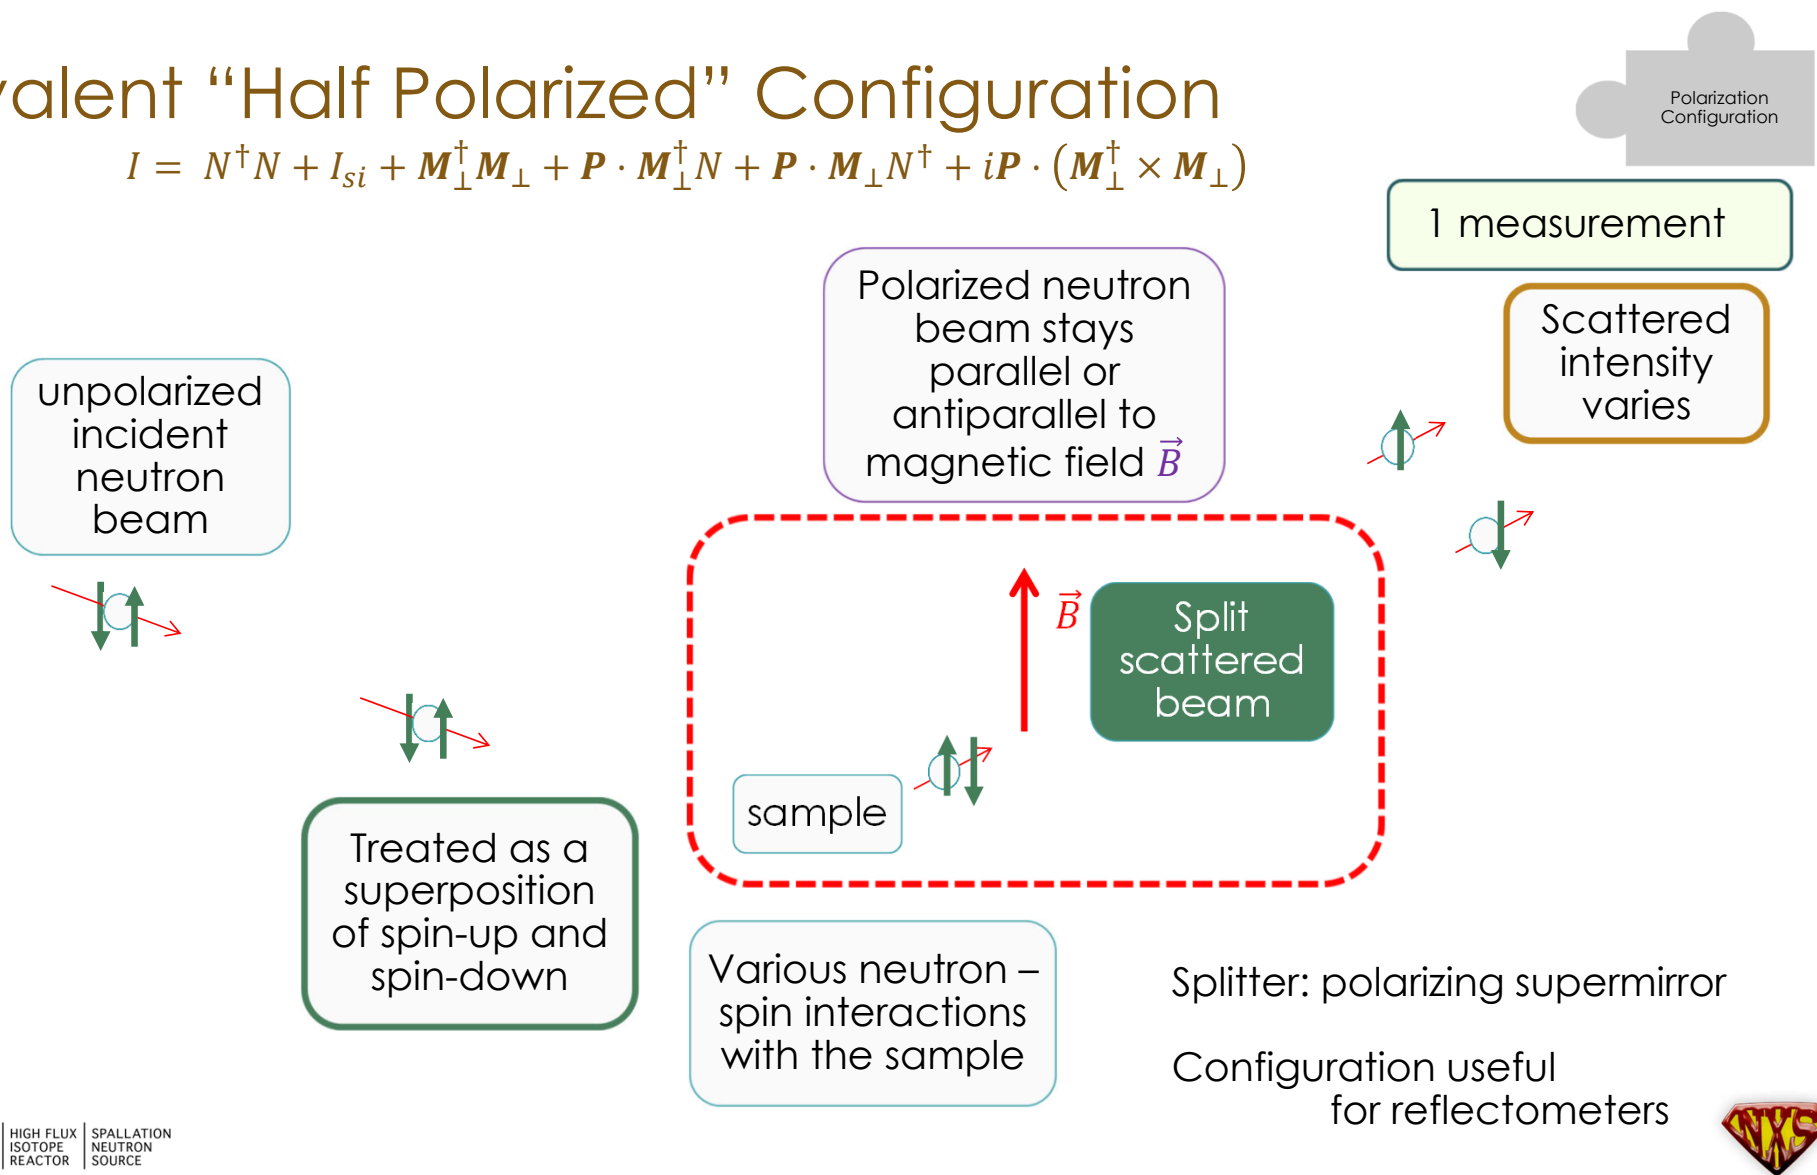 valent “Half Polarized” Configuration
I = N†N + I_si + M⊥†M⊥ + P · M⊥†N + P · M⊥N† + iP · (M⊥† × M⊥)
Polarization
Configuration
1 measurement
Scattered
intensity
varies
Polarized neutron
beam stays
parallel or
antiparallel to
magnetic field B⃗
unpolarized
incident
neutron
beam
B⃗
Split
scattered
beam
sample
Treated as a
superposition
of spin-up and
spin-down
Various neutron –
spin interactions
with the sample
Splitter: polarizing supermirror
Configuration useful
for reflectometers
HIGH FLUX
ISOTOPE
REACTOR
SPALLATION
NEUTRON
SOURCE
NXS